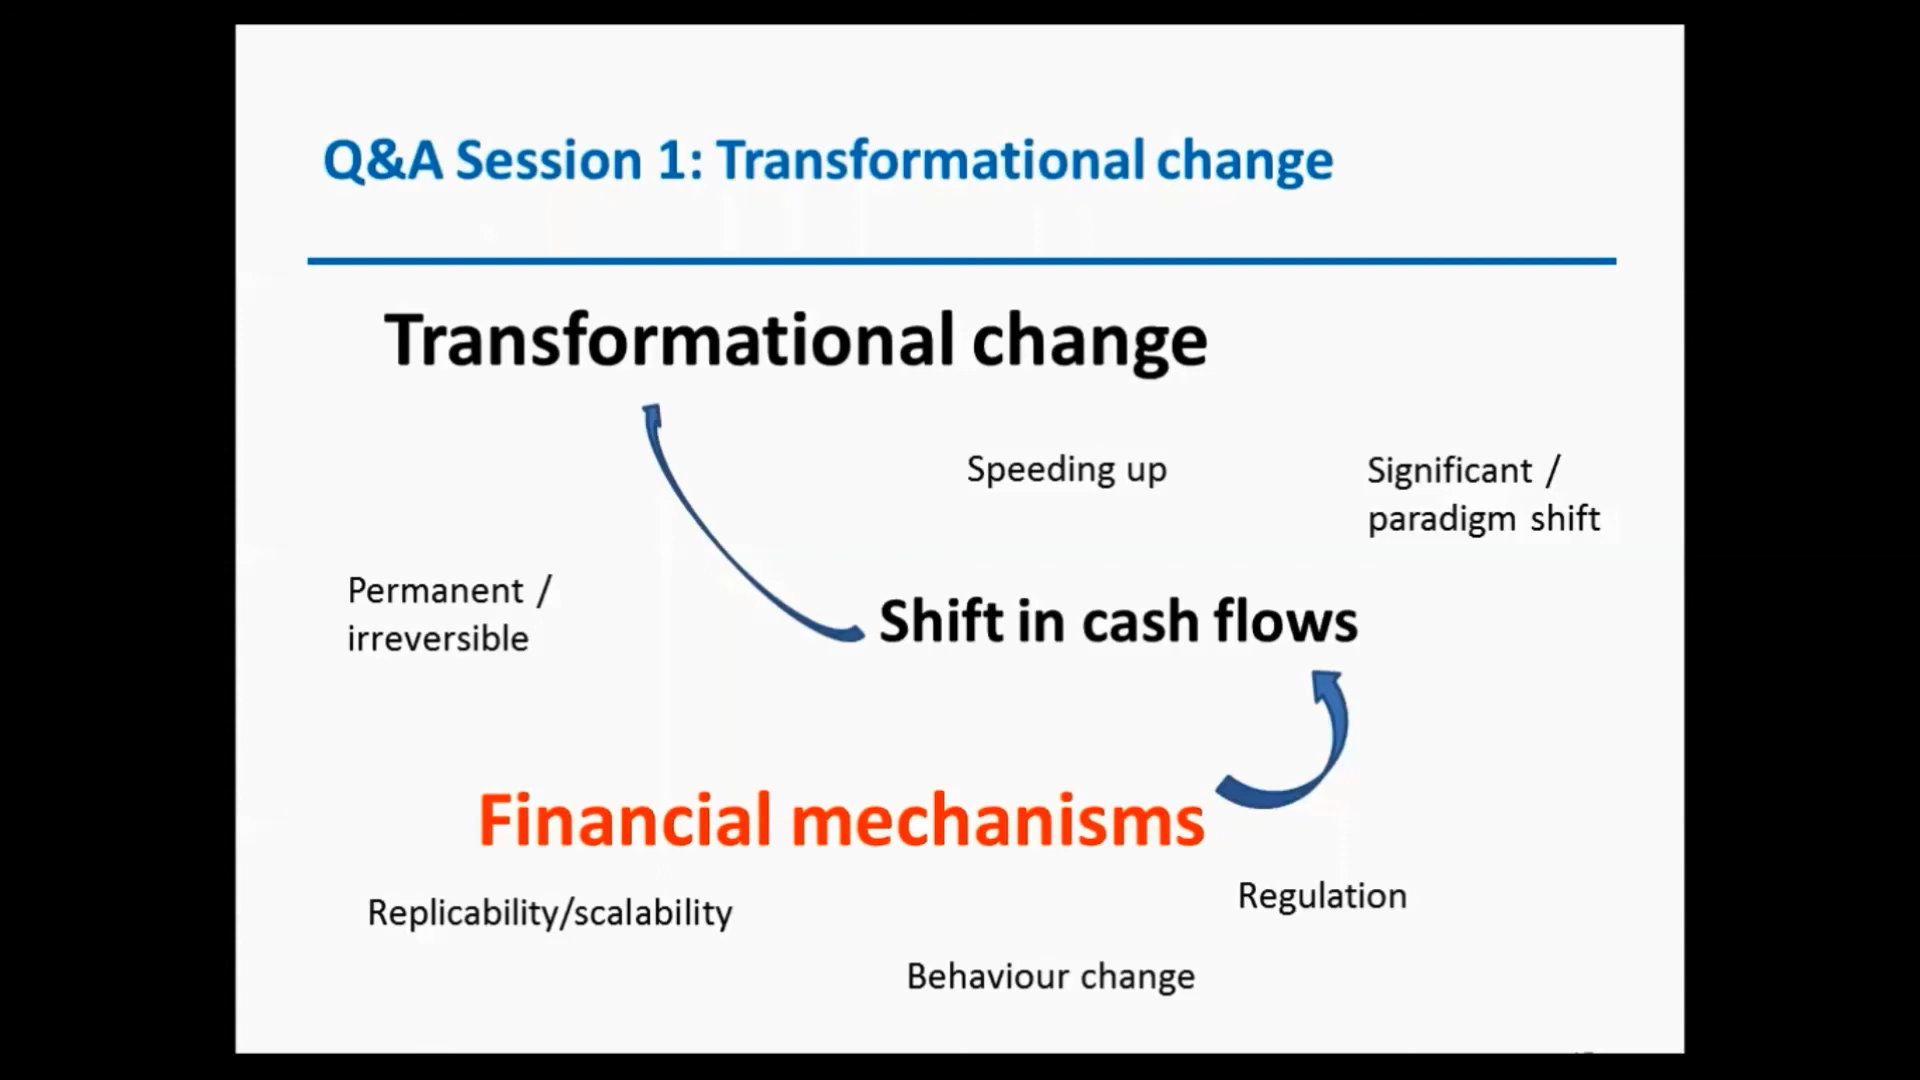 Q&A Session 1: Transformational change
Transformational change
Speeding up
Significant /
paradigm shift
Permanent /
irreversible
Shift in cash flows
Financial mechanisms
Regulation
Replicability/scalability
Behaviour change